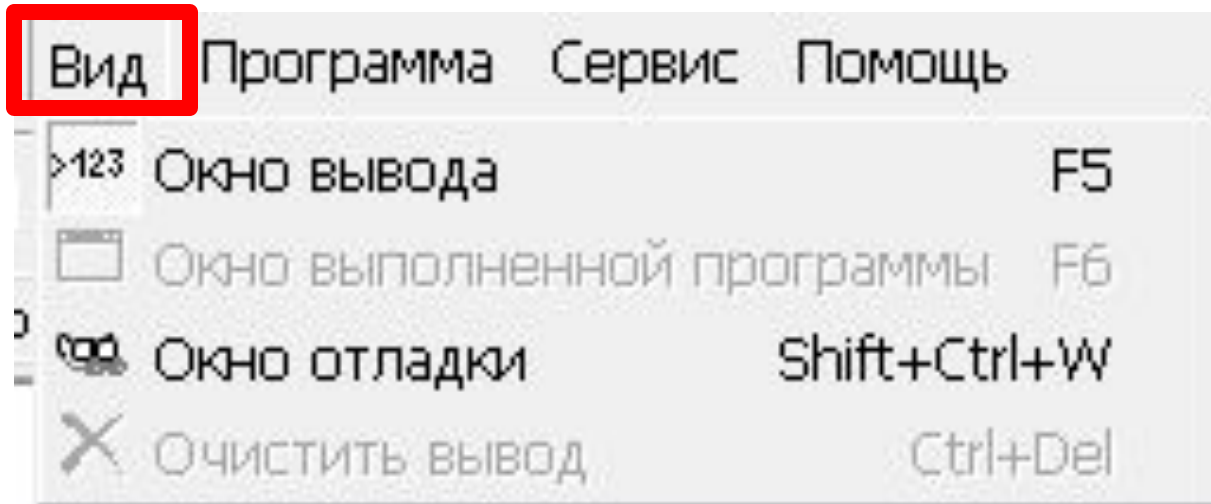 Вид Программа Сервис Помощь
>123 Окно вывода F5
Окно выполненной программы F6
Окно отладки Shift+Ctrl+W
Очистить вывод Ctrl+Del